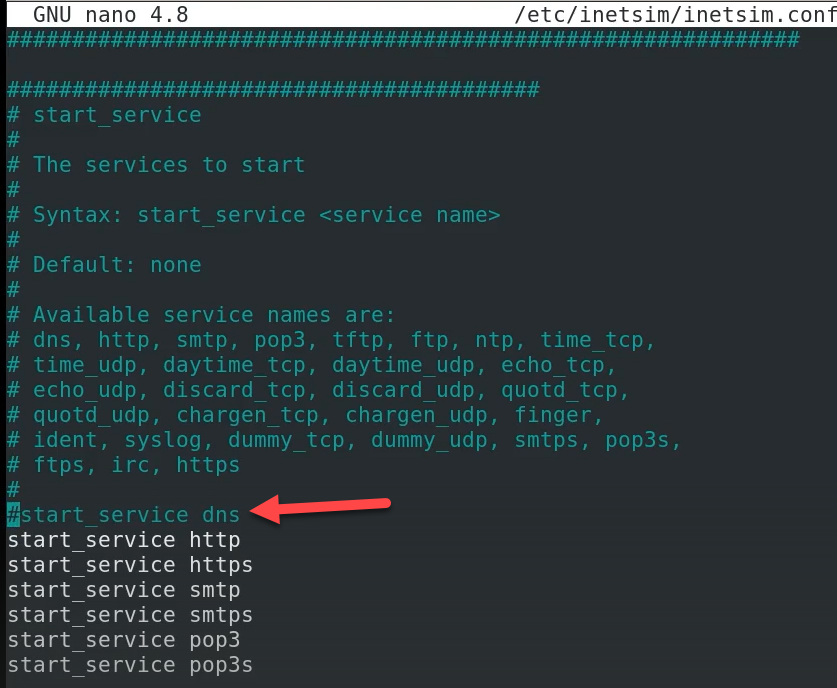 GNU nano 4.8 /etc/inetsim/inetsim.conf
#############################################################

#########################################
# start_service
#
# The services to start
#
# Syntax: start_service <service name>
#
# Default: none
#
# Available service names are:
# dns, http, smtp, pop3, tftp, ftp, ntp, time_tcp,
# time_udp, daytime_tcp, daytime_udp, echo_tcp,
# echo_udp, discard_tcp, discard_udp, quotd_tcp,
# quotd_udp, chargen_tcp, chargen_udp, finger,
# ident, syslog, dummy_tcp, dummy_udp, smtps, pop3s,
# ftps, irc, https
#
#start_service dns
start_service http
start_service https
start_service smtp
start_service smtps
start_service pop3
start_service pop3s